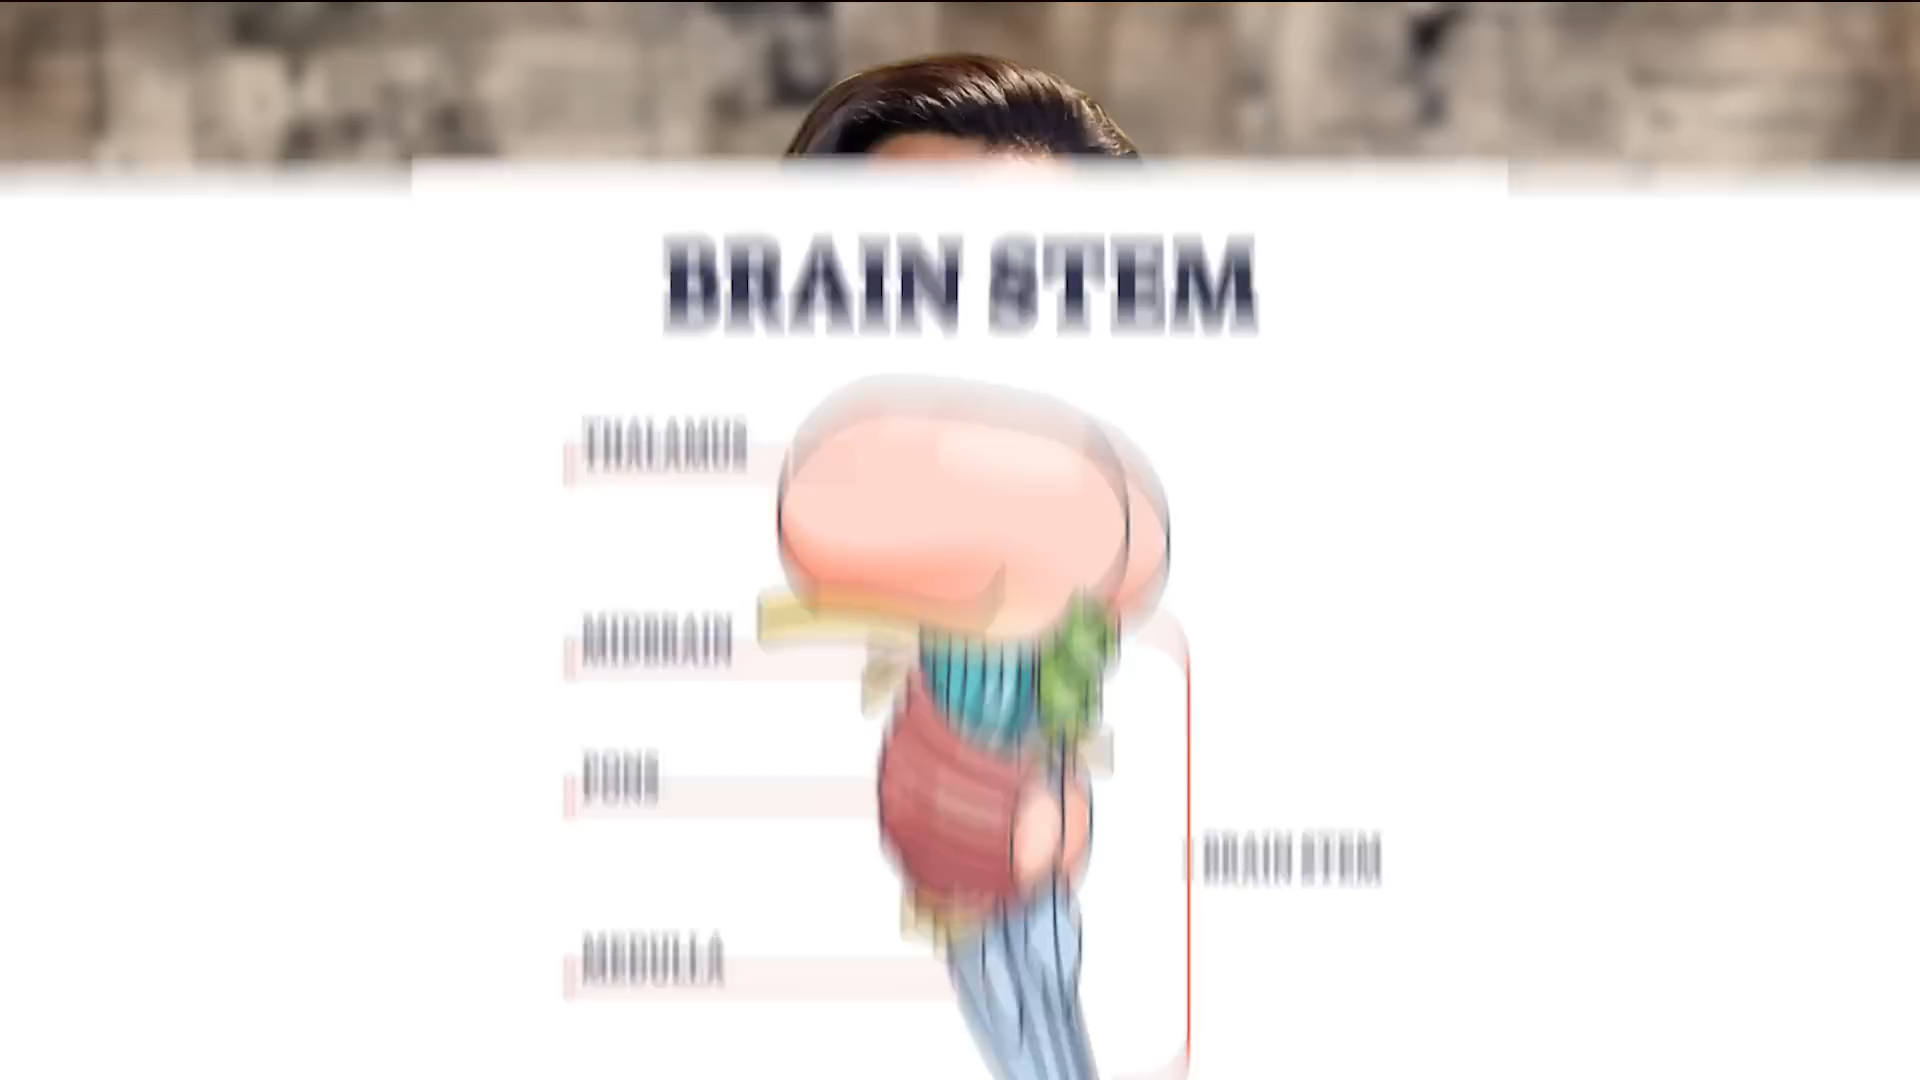 BRAIN STEM
THALAMUS
MIDBRAIN
PONS
BRAIN STEM
MEDULLA